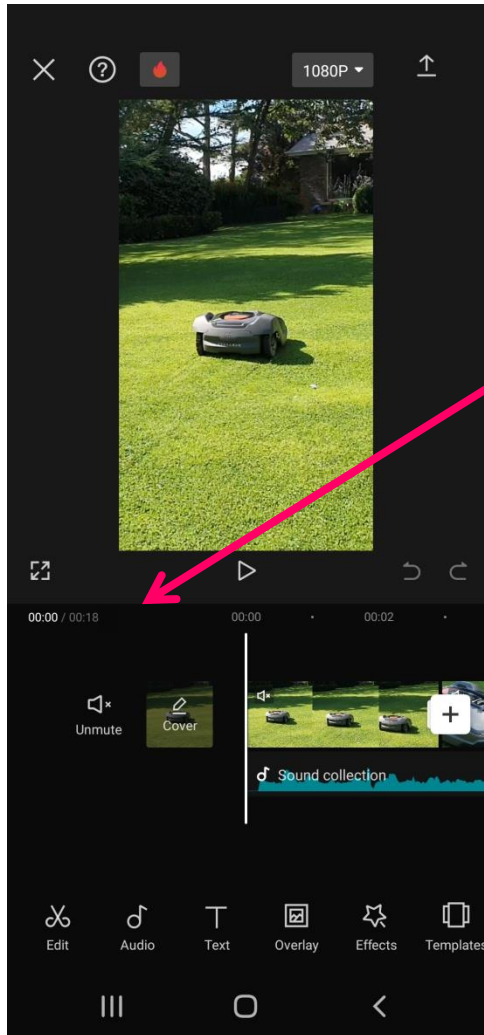 1080P
00:00 / 00:18
00:00
00:02
Unmute
Cover
Sound collection
Edit
Audio
Text
Overlay
Effects
Templates